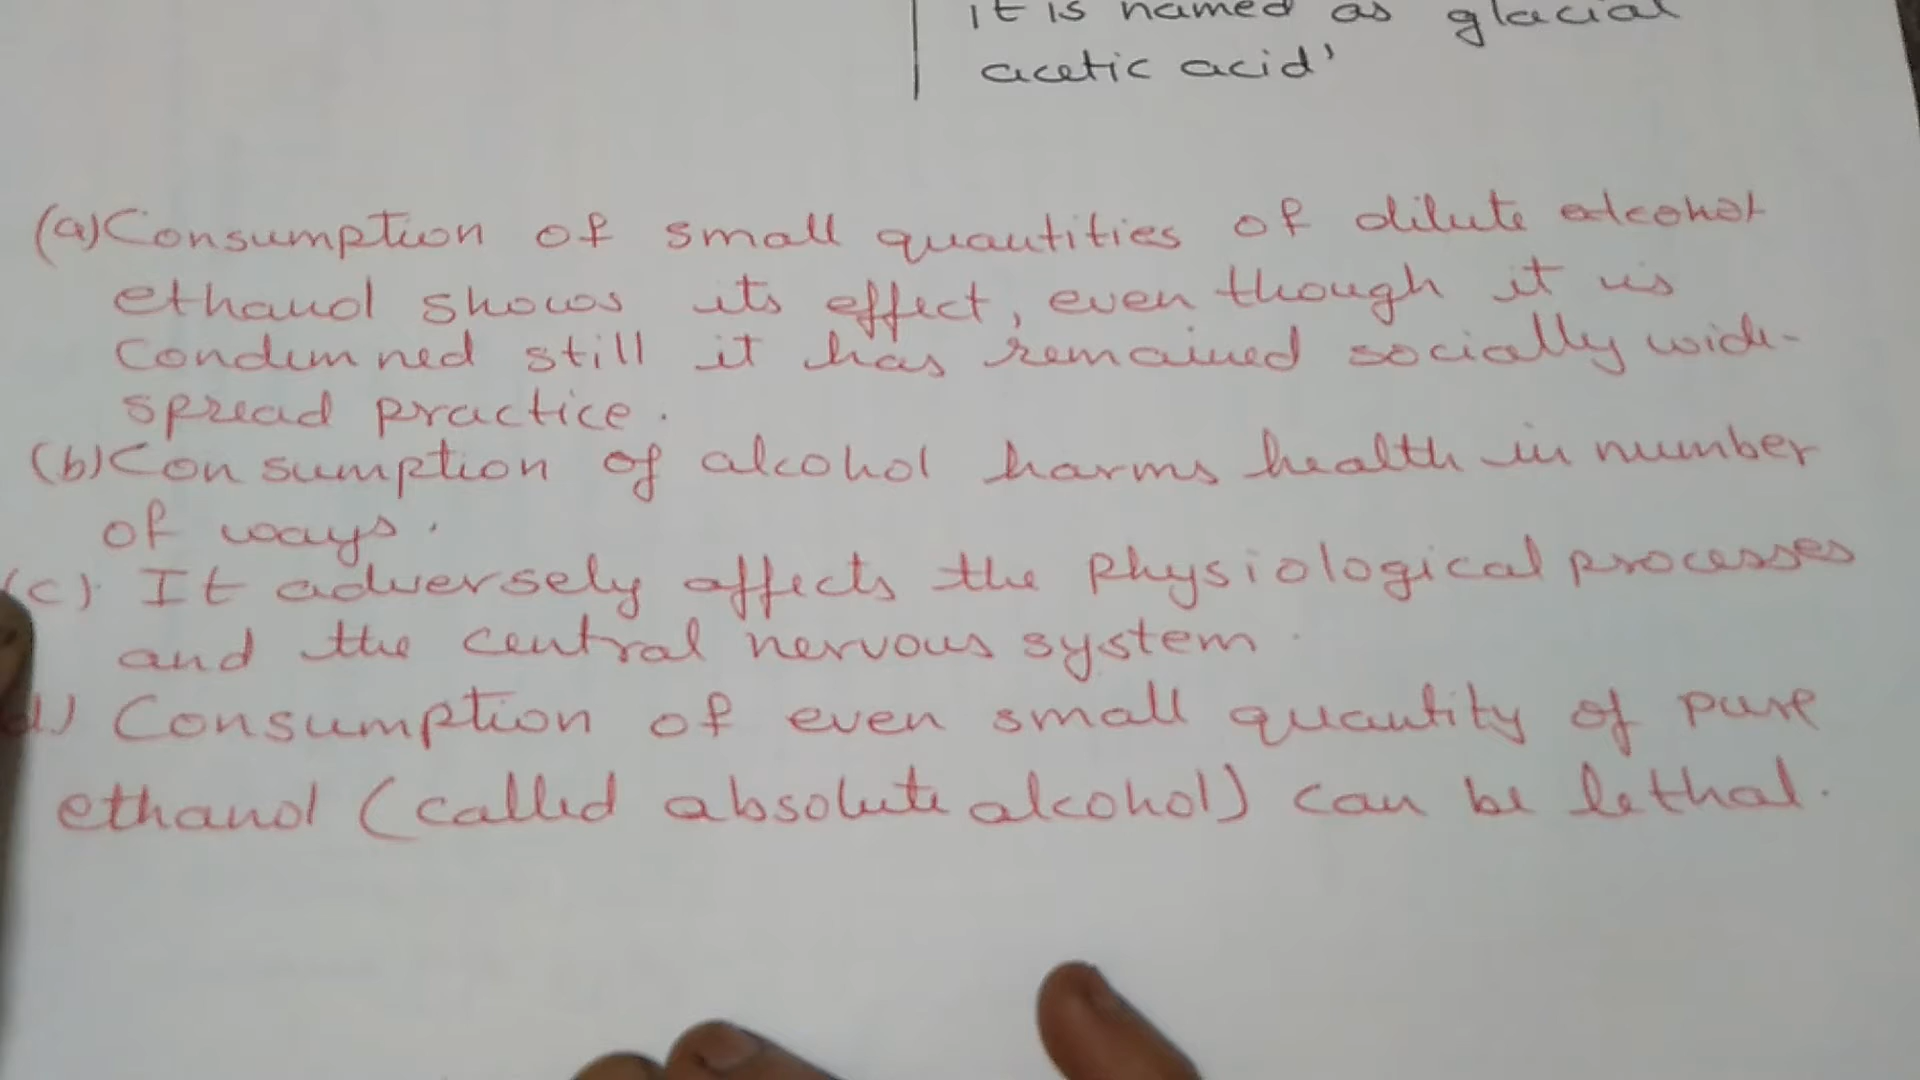 it is named as glacial
acetic acid'
(a) Consumption of small quantities of dilute alcohol
ethanol shows its effect, even though it is
condemned still it has remained socially wide-
spread practice.
(b) Consumption of alcohol harms health in number
of ways.
(c). It adversely affects the physiological processes
and the central nervous system.
d) Consumption of even small quantity of pure
ethanol (called absolute alcohol) can be lethal.